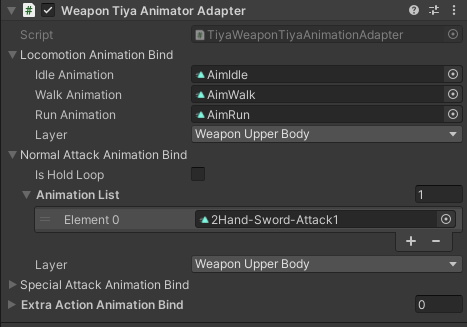 Weapon Tiya Animator Adapter
Script TiyaWeaponTiyaAnimationAdapter
Locomotion Animation Bind
Idle Animation AimIdle
Walk Animation AimWalk
Run Animation AimRun
Layer Weapon Upper Body
Normal Attack Animation Bind
Is Hold Loop
Animation List 1
Element 0 2Hand-Sword-Attack1
Layer Weapon Upper Body
Special Attack Animation Bind
Extra Action Animation Bind 0